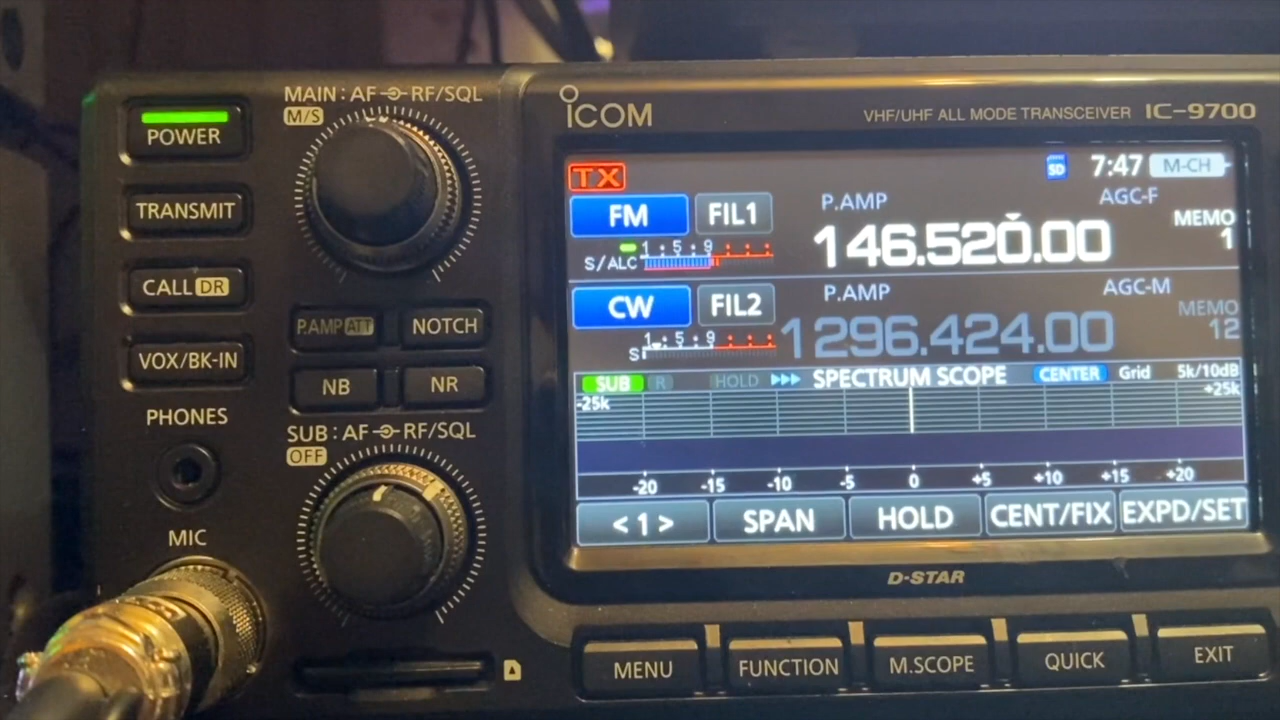 MAIN : AF RF/SQL
M/S
POWER
TRANSMIT
CALL DR
VOX/BK-IN
P.AMP ATT
NOTCH
NB
NR
PHONES
SUB : AF RF/SQL
OFF
MIC
ICOM
VHF/UHF ALL MODE TRANSCEIVER IC-9700
TX
SD
7:47
M-CH
FM
FIL1
P.AMP
AGC-F
146.520.00
MEMO
1
S/ALC
1 · 5 · 9
CW
FIL2
P.AMP
AGC-M
1296.424.00
MEMO
12
S
1 · 5 · 9
SUB
R
HOLD
SPECTRUM SCOPE
CENTER
Grid
5k/10dB
-25k
+25k
-20 -15 -10 -5 0 +5 +10 +15 +20
< 1 >
SPAN
HOLD
CENT/FIX
EXPD/SET
D-STAR
MENU
FUNCTION
M.SCOPE
QUICK
EXIT